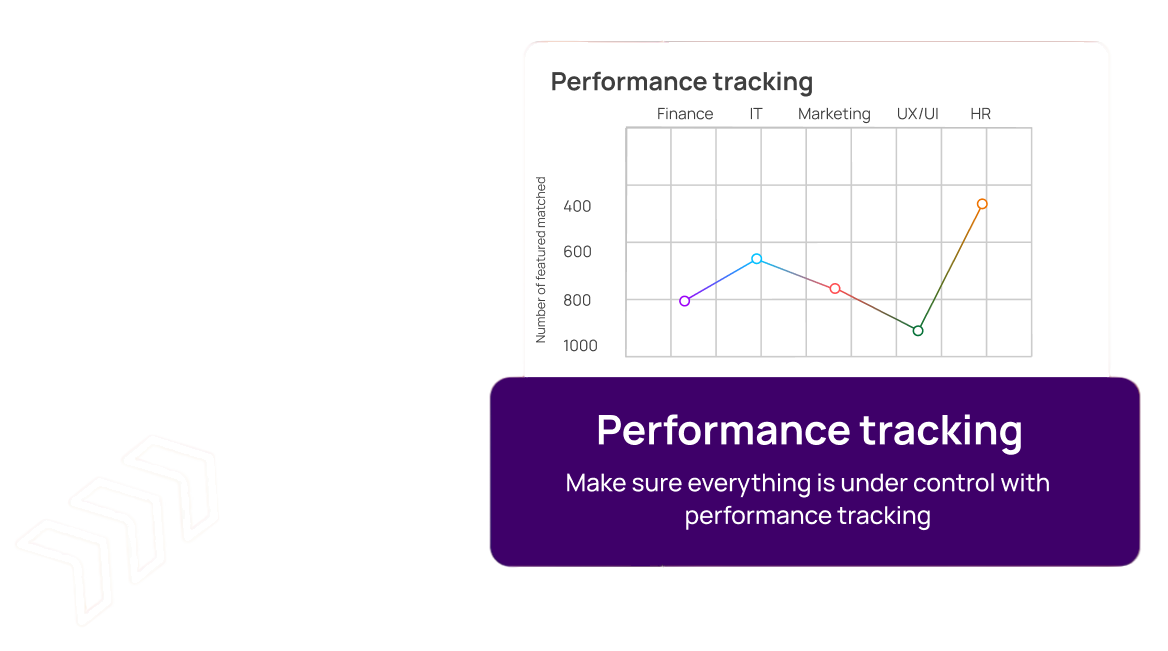 Performance tracking
Finance IT Marketing UX/UI HR
Number of featured matched
400
600
800
1000
Performance tracking
Make sure everything is under control with
performance tracking